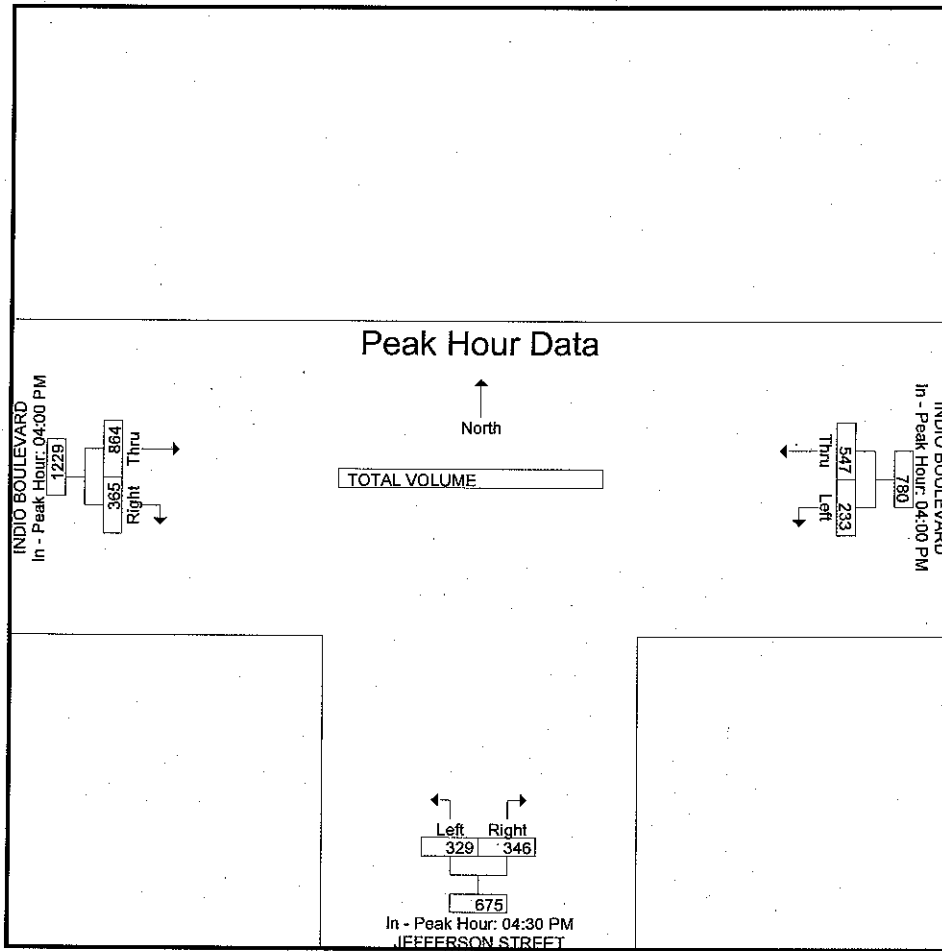 Peak Hour Data
North
TOTAL VOLUME
INDIO BOULEVARD
In - Peak Hour: 04:00 PM
1229
864 365
Thru Right
INDIO BOULEVARD
In - Peak Hour: 04:00 PM
780
547 233
Thru Left
Left Right
329 346
675
In - Peak Hour: 04:30 PM
JEFFERSON STREET